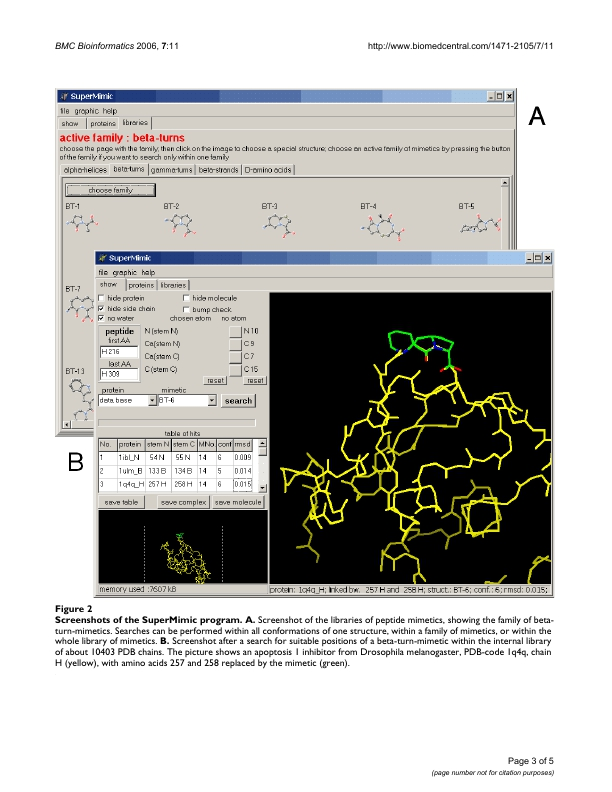 BMC Bioinformatics 2006, 7:11
http://www.biomedcentral.com/1471-2105/7/11
SuperMimic
A
file graphic help
show proteins libraries
active family : beta-turns
choose the page with the family, then click on the image to choose a special structure; choose an active family of mimetics by pressing the button
of the family if you want to search only within one family
alpha-helices beta-turns gamma-turns beta-strands D-amino acids
choose family
BT-1 BT-2 BT-3 BT-4 BT-5
BT-7
BT-13
B
SuperMimic
file graphic help
show proteins libraries
hide protein hide molecule
hide side chain bump check
no water chosen atom no atom
peptide N (stem N) N 10
first AA Ca(stem N) C 9
H 216 Ca(stem C) C 7
last AA C (stem C) C 15
H 309 reset reset
protein mimetic
data base BT-6 search
table of hits
No. protein stem N stem C MNo. conf rmsd
1 1ibl_N 54 N 55 N 14 6 0.009
2 1ulm_B 133 B 134 B 14 5 0.014
3 1q4q_H 257 H 258 H 14 6 0.015
save table save complex save molecule
memory used :7607 kB
protein: 1q4q_H; linked bw. 257 H and 258 H; struct.: BT-6; conf.: 6; rmsd: 0.015;
Figure 2
Screenshots of the SuperMimic program. A. Screenshot of the libraries of peptide mimetics, showing the family of beta-
turn-mimetics. Searches can be performed within all conformations of one structure, within a family of mimetics, or within the
whole library of mimetics. B. Screenshot after a search for suitable positions of a beta-turn-mimetic within the internal library
of about 10403 PDB chains. The picture shows an apoptosis 1 inhibitor from Drosophila melanogaster, PDB-code 1q4q, chain
H (yellow), with amino acids 257 and 258 replaced by the mimetic (green).
Page 3 of 5
(page number not for citation purposes)